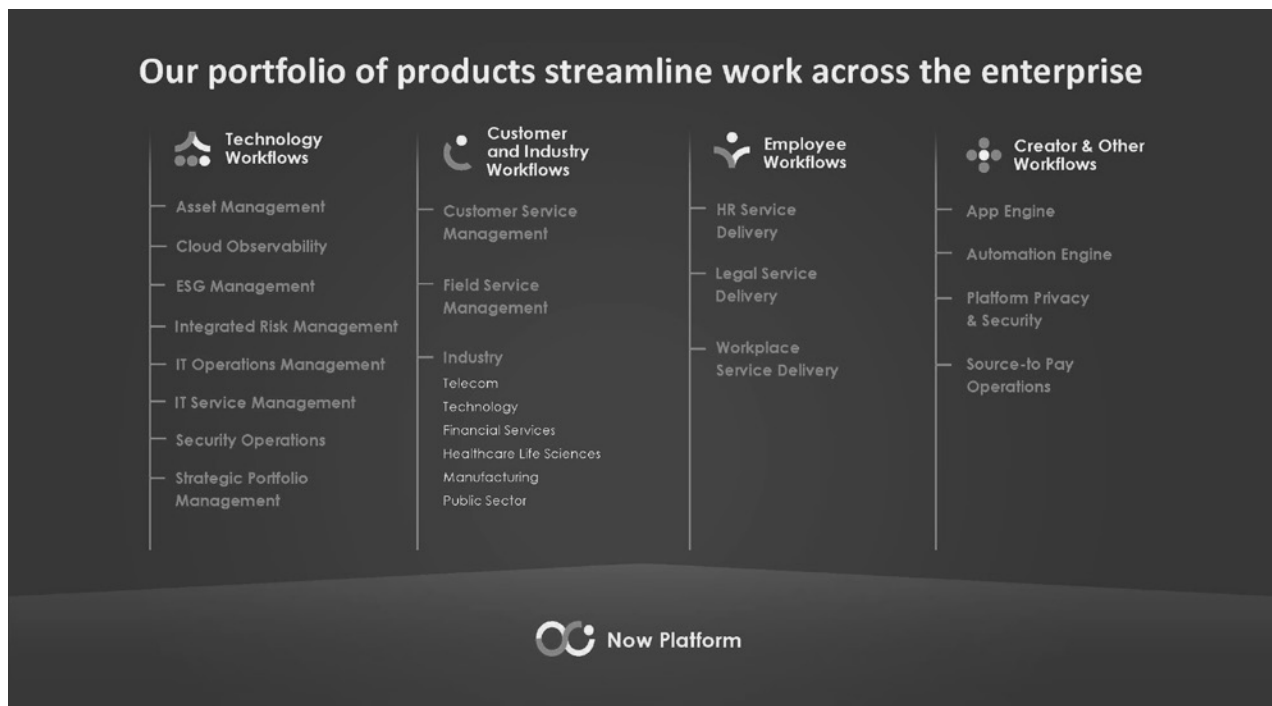 Our portfolio of products streamline work across the enterprise
Technology
Workflows
Asset Management
Cloud Observability
ESG Management
Integrated Risk Management
IT Operations Management
IT Service Management
Security Operations
Strategic Portfolio
Management
Customer
and Industry
Workflows
Customer Service
Management
Field Service
Management
Industry
Telecom
Technology
Financial Services
Healthcare Life Sciences
Manufacturing
Public Sector
Employee
Workflows
HR Service
Delivery
Legal Service
Delivery
Workplace
Service Delivery
Creator & Other
Workflows
App Engine
Automation Engine
Platform Privacy
& Security
Source-to Pay
Operations
Now Platform